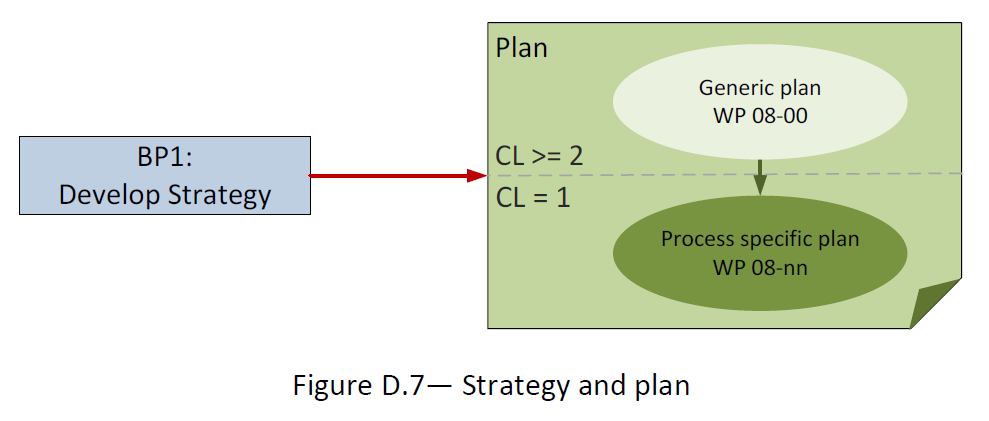 BP1:
Develop Strategy
Plan
Generic plan
WP 08-00
CL >= 2
CL = 1
Process specific plan
WP 08-nn
Figure D.7— Strategy and plan